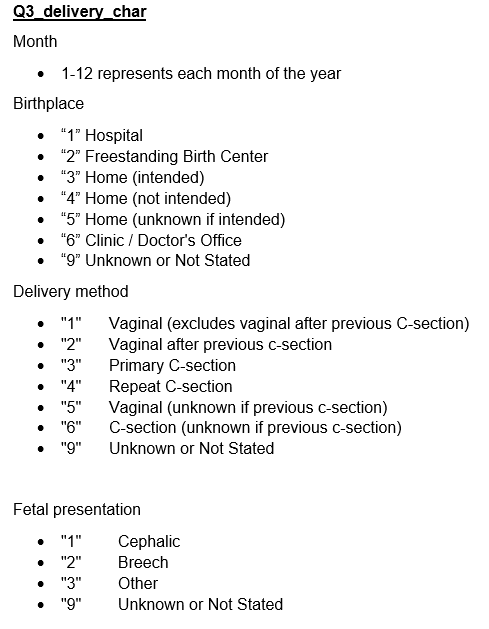 Q3_delivery_char
Month
• 1-12 represents each month of the year
Birthplace
• “1” Hospital
• “2” Freestanding Birth Center
• “3” Home (intended)
• “4” Home (not intended)
• “5” Home (unknown if intended)
• “6” Clinic / Doctor's Office
• “9” Unknown or Not Stated
Delivery method
• "1" Vaginal (excludes vaginal after previous C-section)
• "2" Vaginal after previous c-section
• "3" Primary C-section
• "4" Repeat C-section
• "5" Vaginal (unknown if previous c-section)
• "6" C-section (unknown if previous c-section)
• "9" Unknown or Not Stated
Fetal presentation
• "1" Cephalic
• "2" Breech
• "3" Other
• "9" Unknown or Not Stated